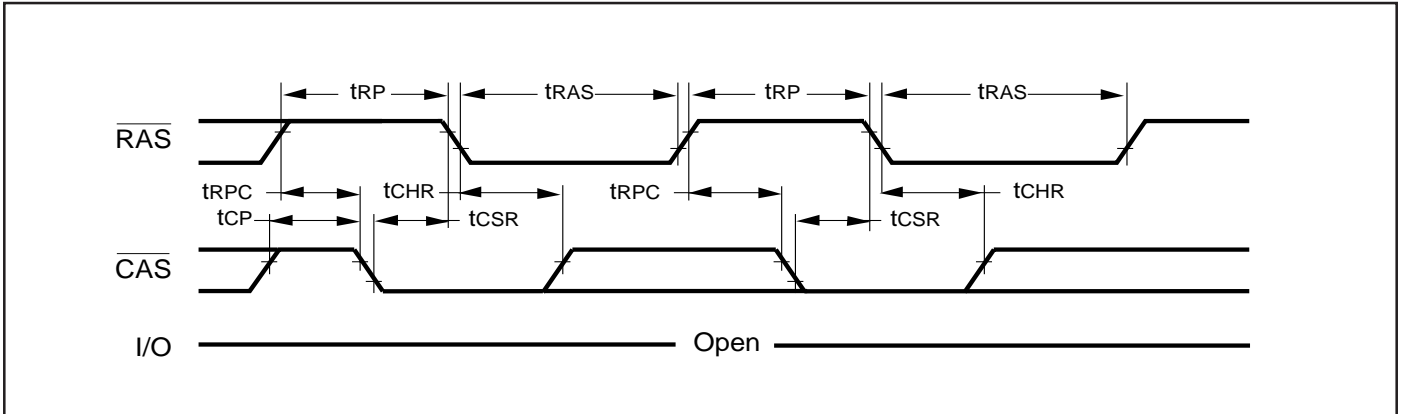 tRP tRAS tRP tRAS
RAS
tRPC tCHR tRPC tCHR
tCP tCSR tCSR
CAS
I/O Open